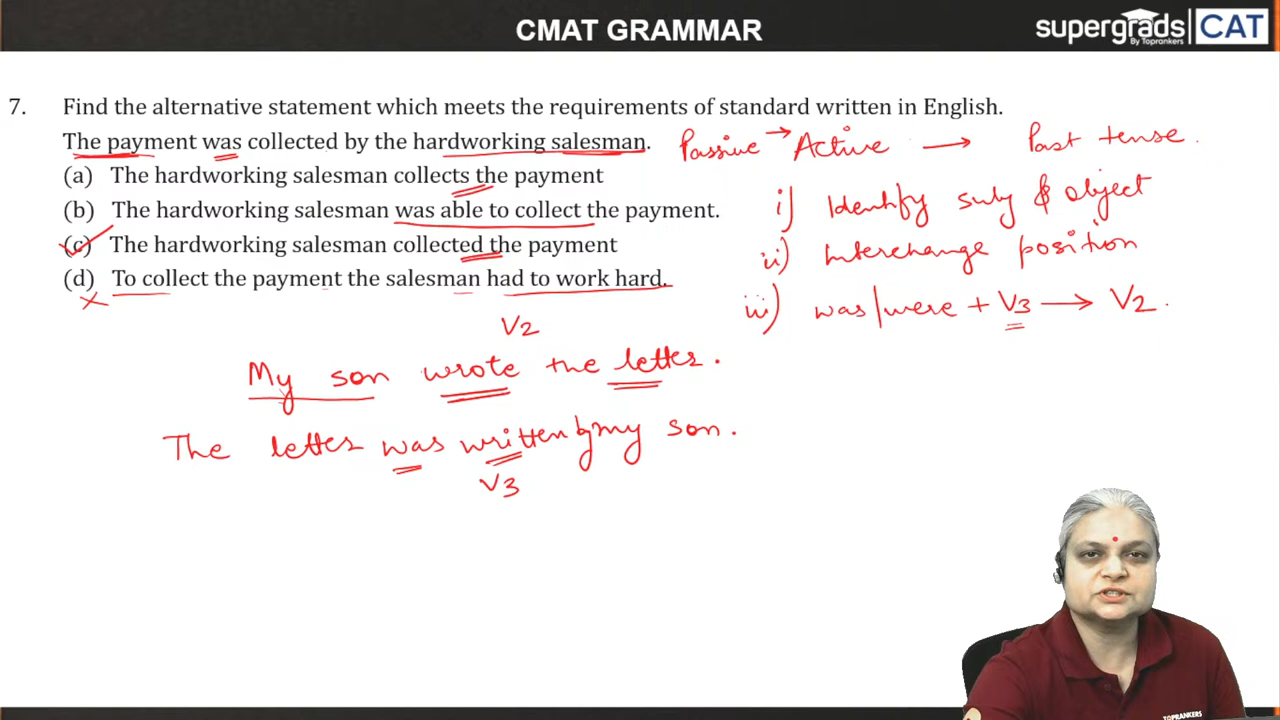 CMAT GRAMMAR
supergrads CAT
By Toprankers
7. Find the alternative statement which meets the requirements of standard written in English.
The payment was collected by the hardworking salesman.
(a) The hardworking salesman collects the payment
(b) The hardworking salesman was able to collect the payment.
(c) The hardworking salesman collected the payment
(d) To collect the payment the salesman had to work hard.
Passive → Active → Past tense.
i) Identify subj & object
ii) Interchange position
iii) was/were + V3 → V2.
V2
My son wrote the letter.
The letter was written by my son.
V3
TOPRANKERS